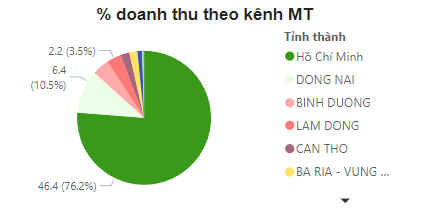 % doanh thu theo kênh MT
Tỉnh thành
Hồ Chí Minh
DONG NAI
BINH DUONG
LAM DONG
CAN THO
BA RIA - VUNG ...
2.2 (3.5%)
6.4
(10.5%)
46.4 (76.2%)